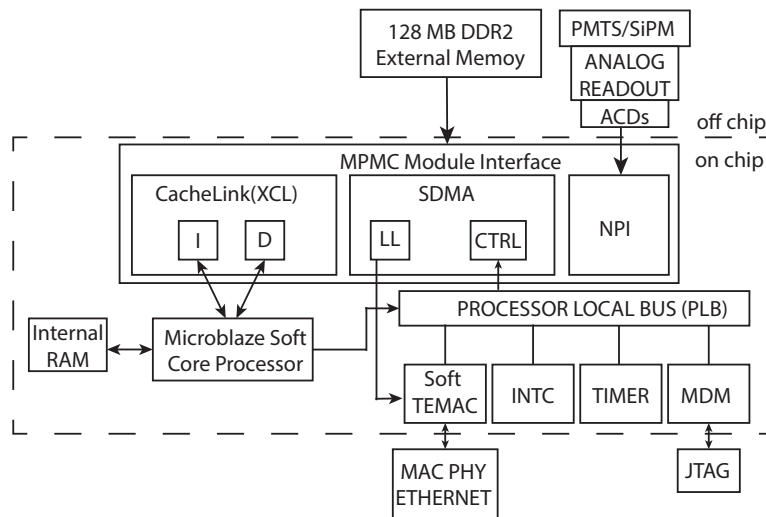 128 MB DDR2
External Memoy
PMTS/SiPM
ANALOG
READOUT
ACDs
off chip
on chip
MPMC Module Interface
CacheLink(XCL)
SDMA
NPI
I
D
LL
CTRL
PROCESSOR LOCAL BUS (PLB)
Internal
RAM
Microblaze Soft
Core Processor
Soft
TEMAC
INTC
TIMER
MDM
MAC PHY
ETHERNET
JTAG